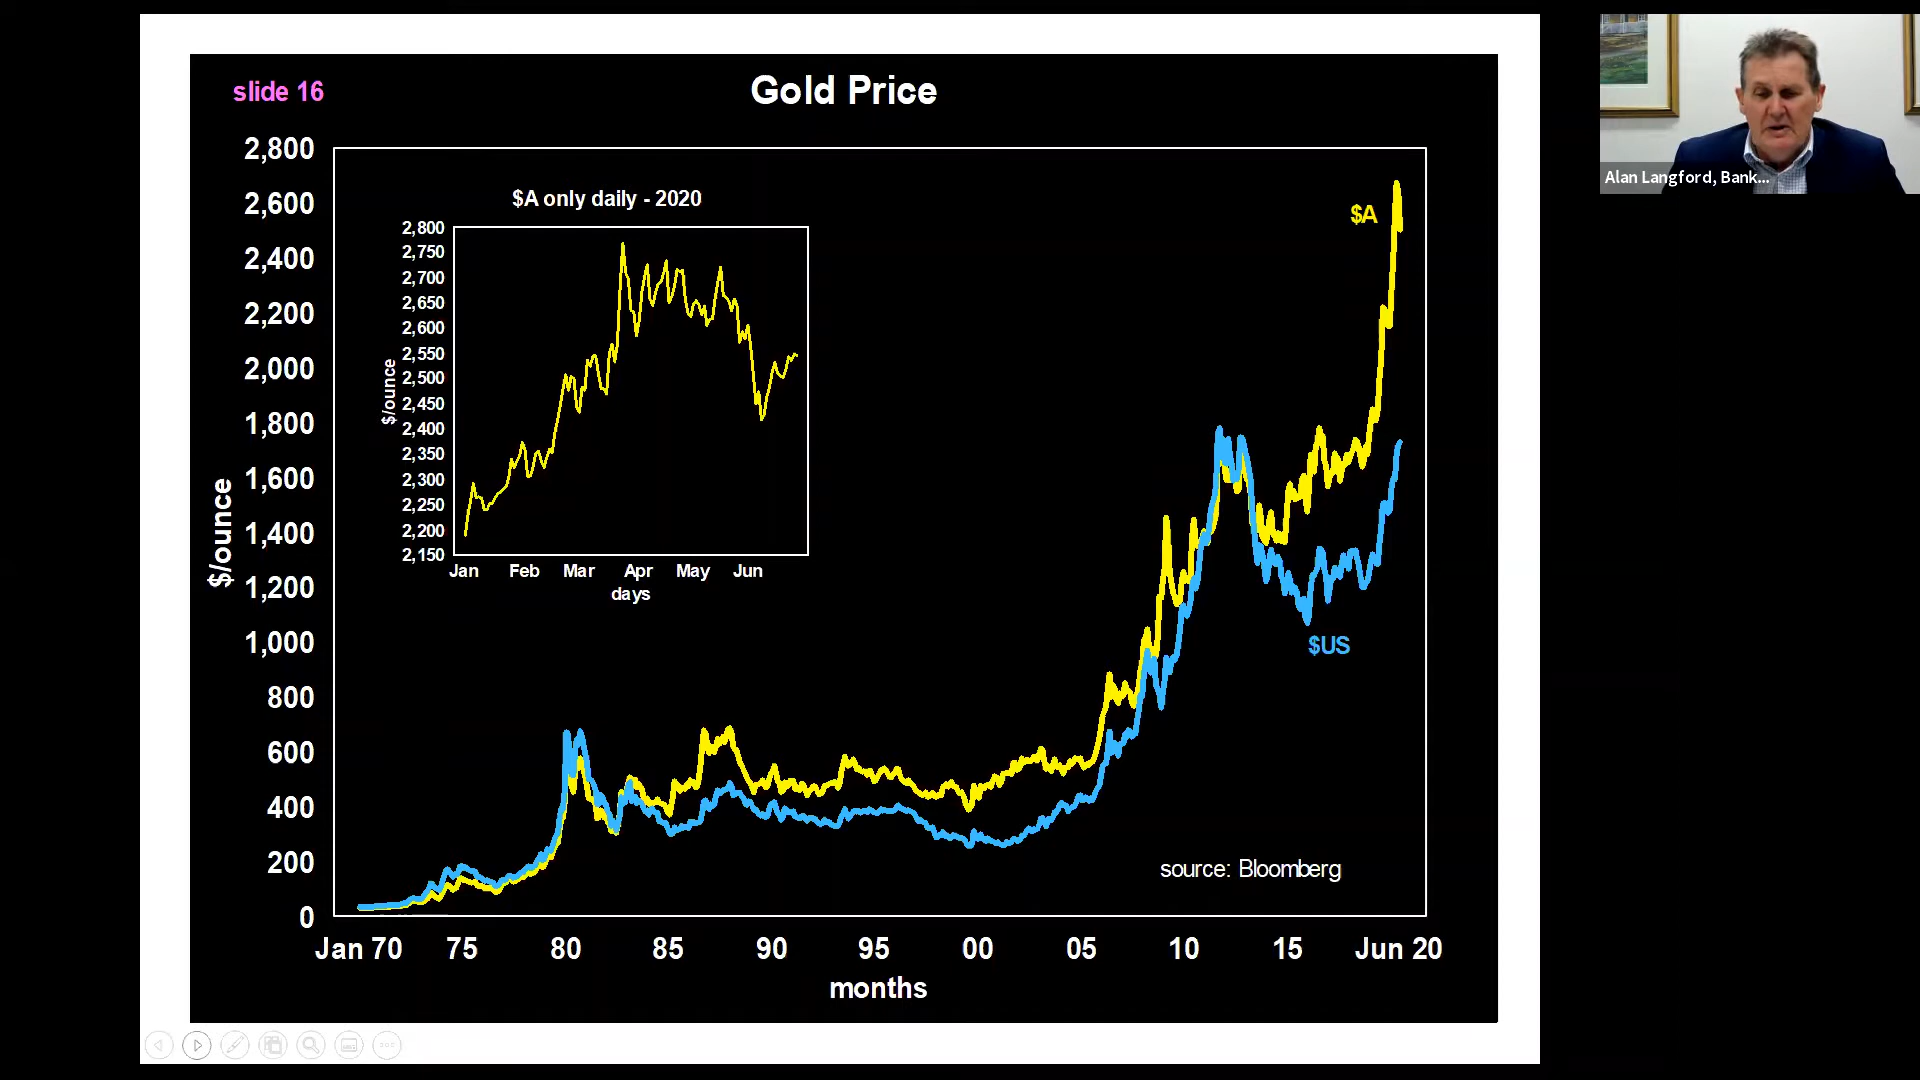 slide 16
Gold Price
2,800
2,600
2,400
2,200
2,000
1,800
1,600
1,400
1,200
1,000
800
600
400
200
0
$/ounce
$A only daily - 2020
2,800
2,750
2,700
2,650
2,600
2,550
2,500
2,450
2,400
2,350
2,300
2,250
2,200
2,150
$/ounce
Jan Feb Mar Apr May Jun
days
$A
$US
source: Bloomberg
Jan 70 75 80 85 90 95 00 05 10 15 Jun 20
months
Alan Langford, Bank...